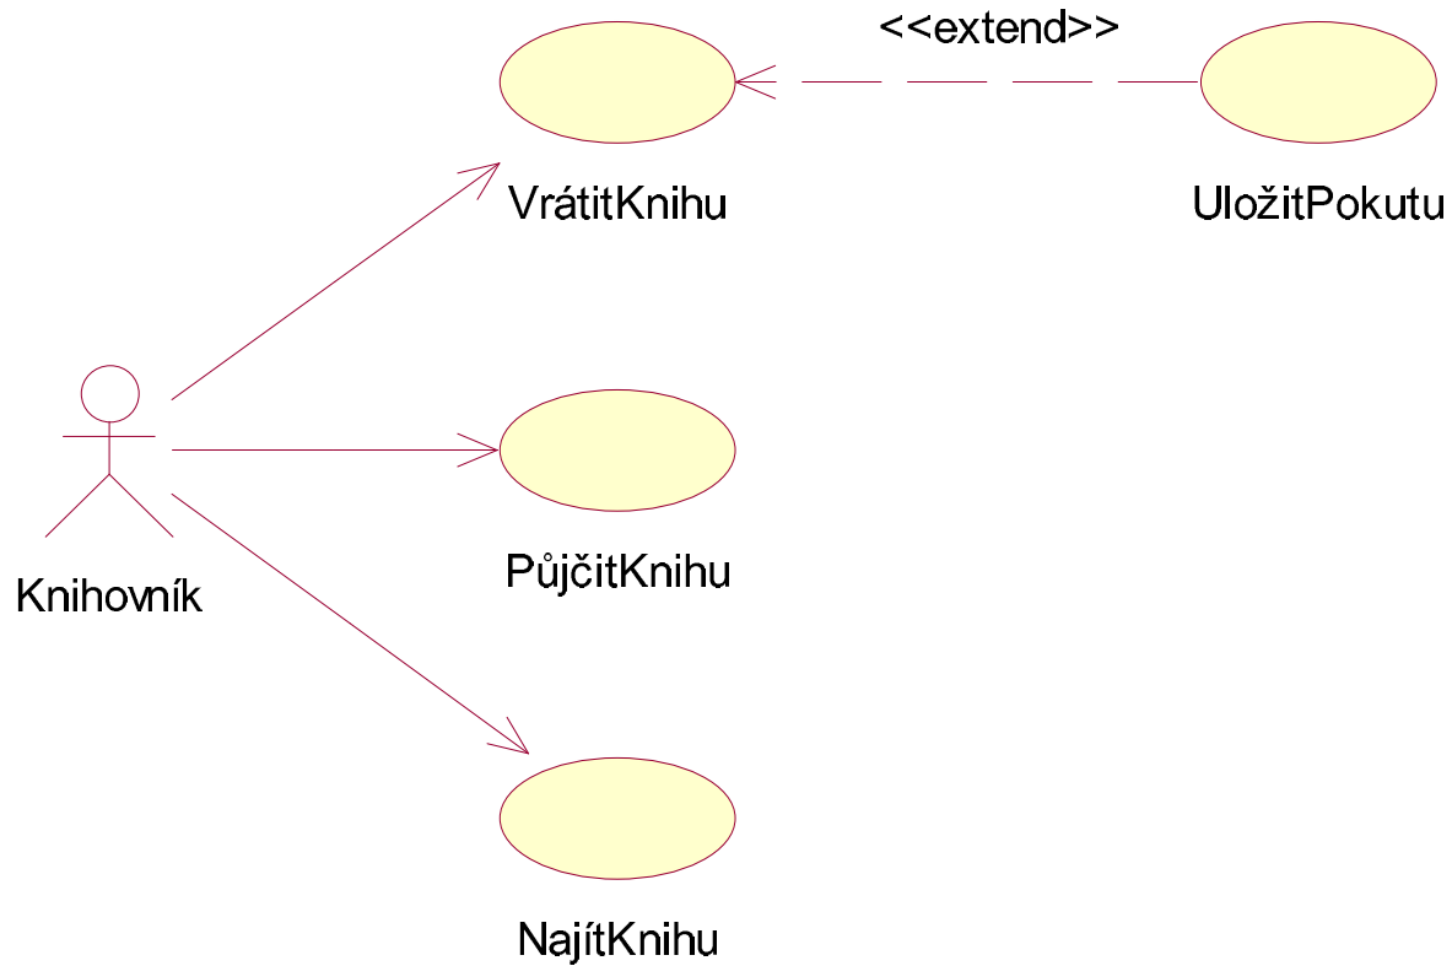 <<extend>>
VrátitKnihu
UložitPokutu
PůjčitKnihu
Knihovník
NajítKnihu